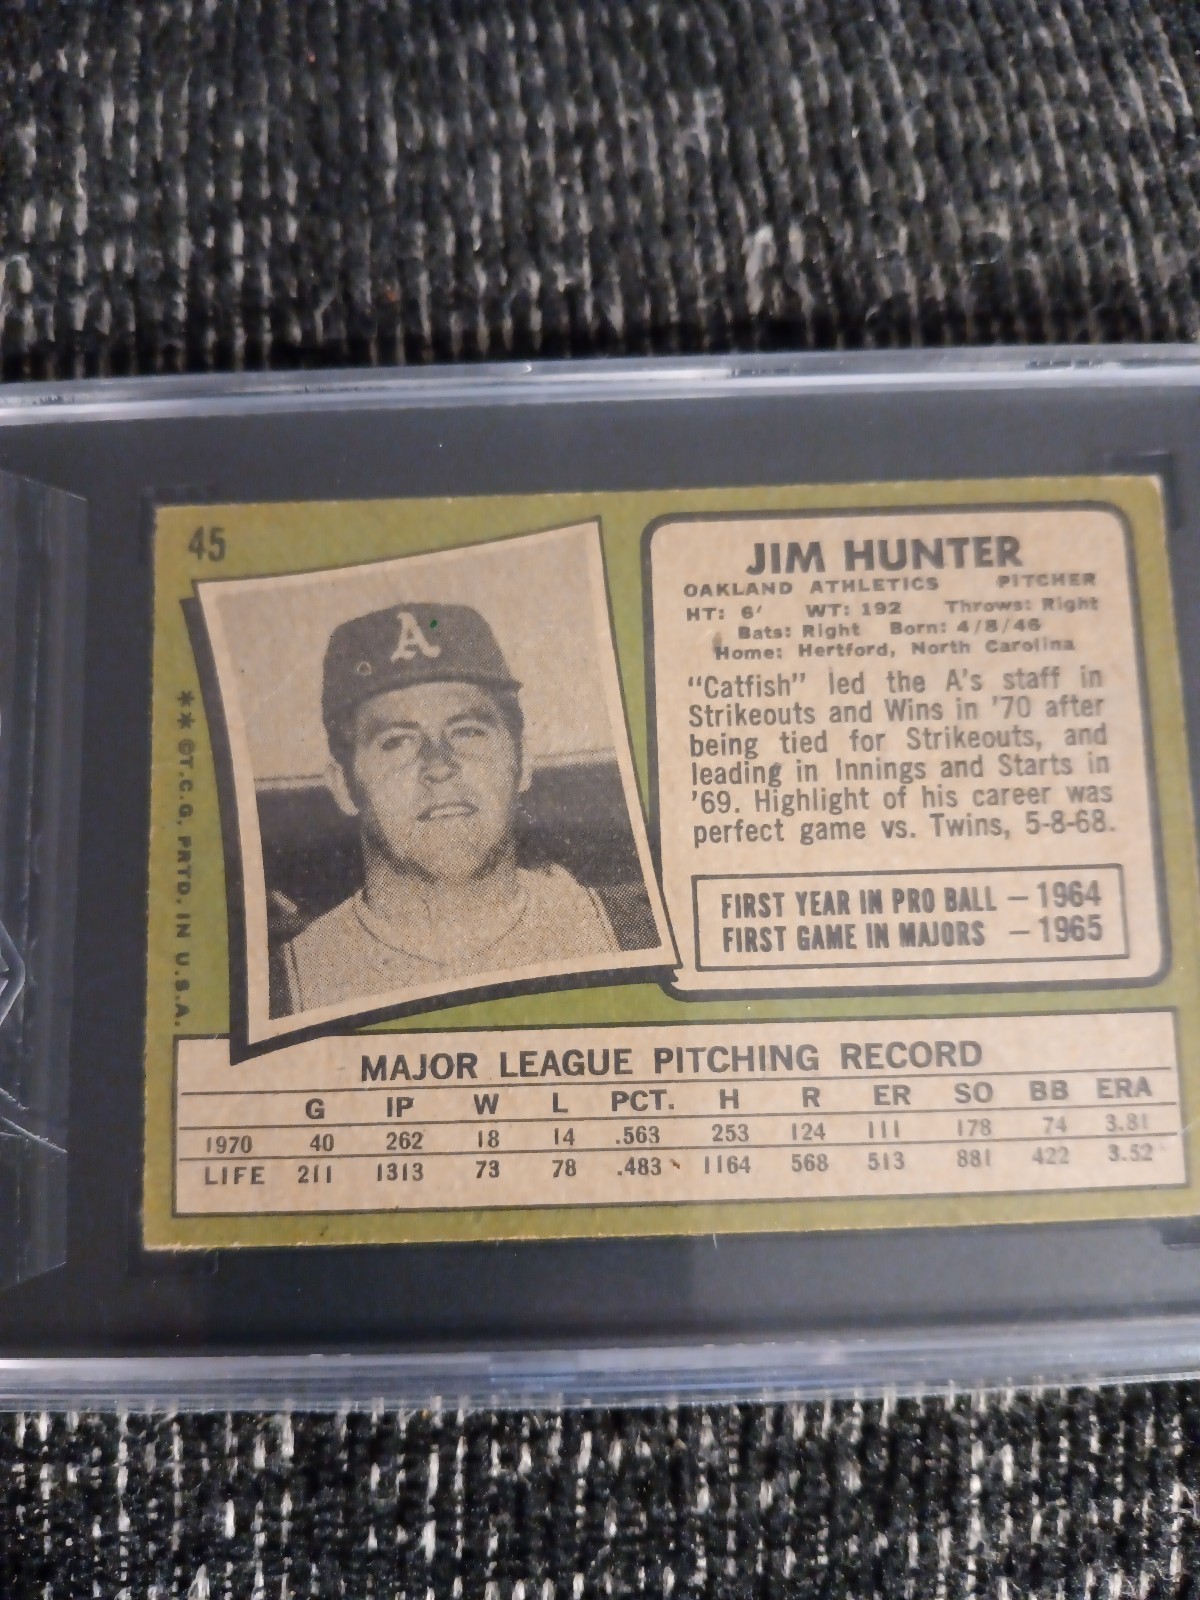 45
A
** ©T.C.G. PRTD. IN U.S.A.
JIM HUNTER
OAKLAND ATHLETICS PITCHER
HT: 6' WT: 192 Throws: Right
Bats: Right Born: 4/8/46
Home: Hertford, North Carolina
"Catfish" led the A's staff in
Strikeouts and Wins in '70 after
being tied for Strikeouts, and
leading in Innings and Starts in
'69. Highlight of his career was
perfect game vs. Twins, 5-8-68.
FIRST YEAR IN PRO BALL — 1964
FIRST GAME IN MAJORS — 1965
MAJOR LEAGUE PITCHING RECORD
G IP W L PCT. H R ER SO BB ERA
1970 40 262 18 14 .563 253 124 111 178 74 3.81
LIFE 211 1313 73 78 .483 1164 568 513 881 422 3.52